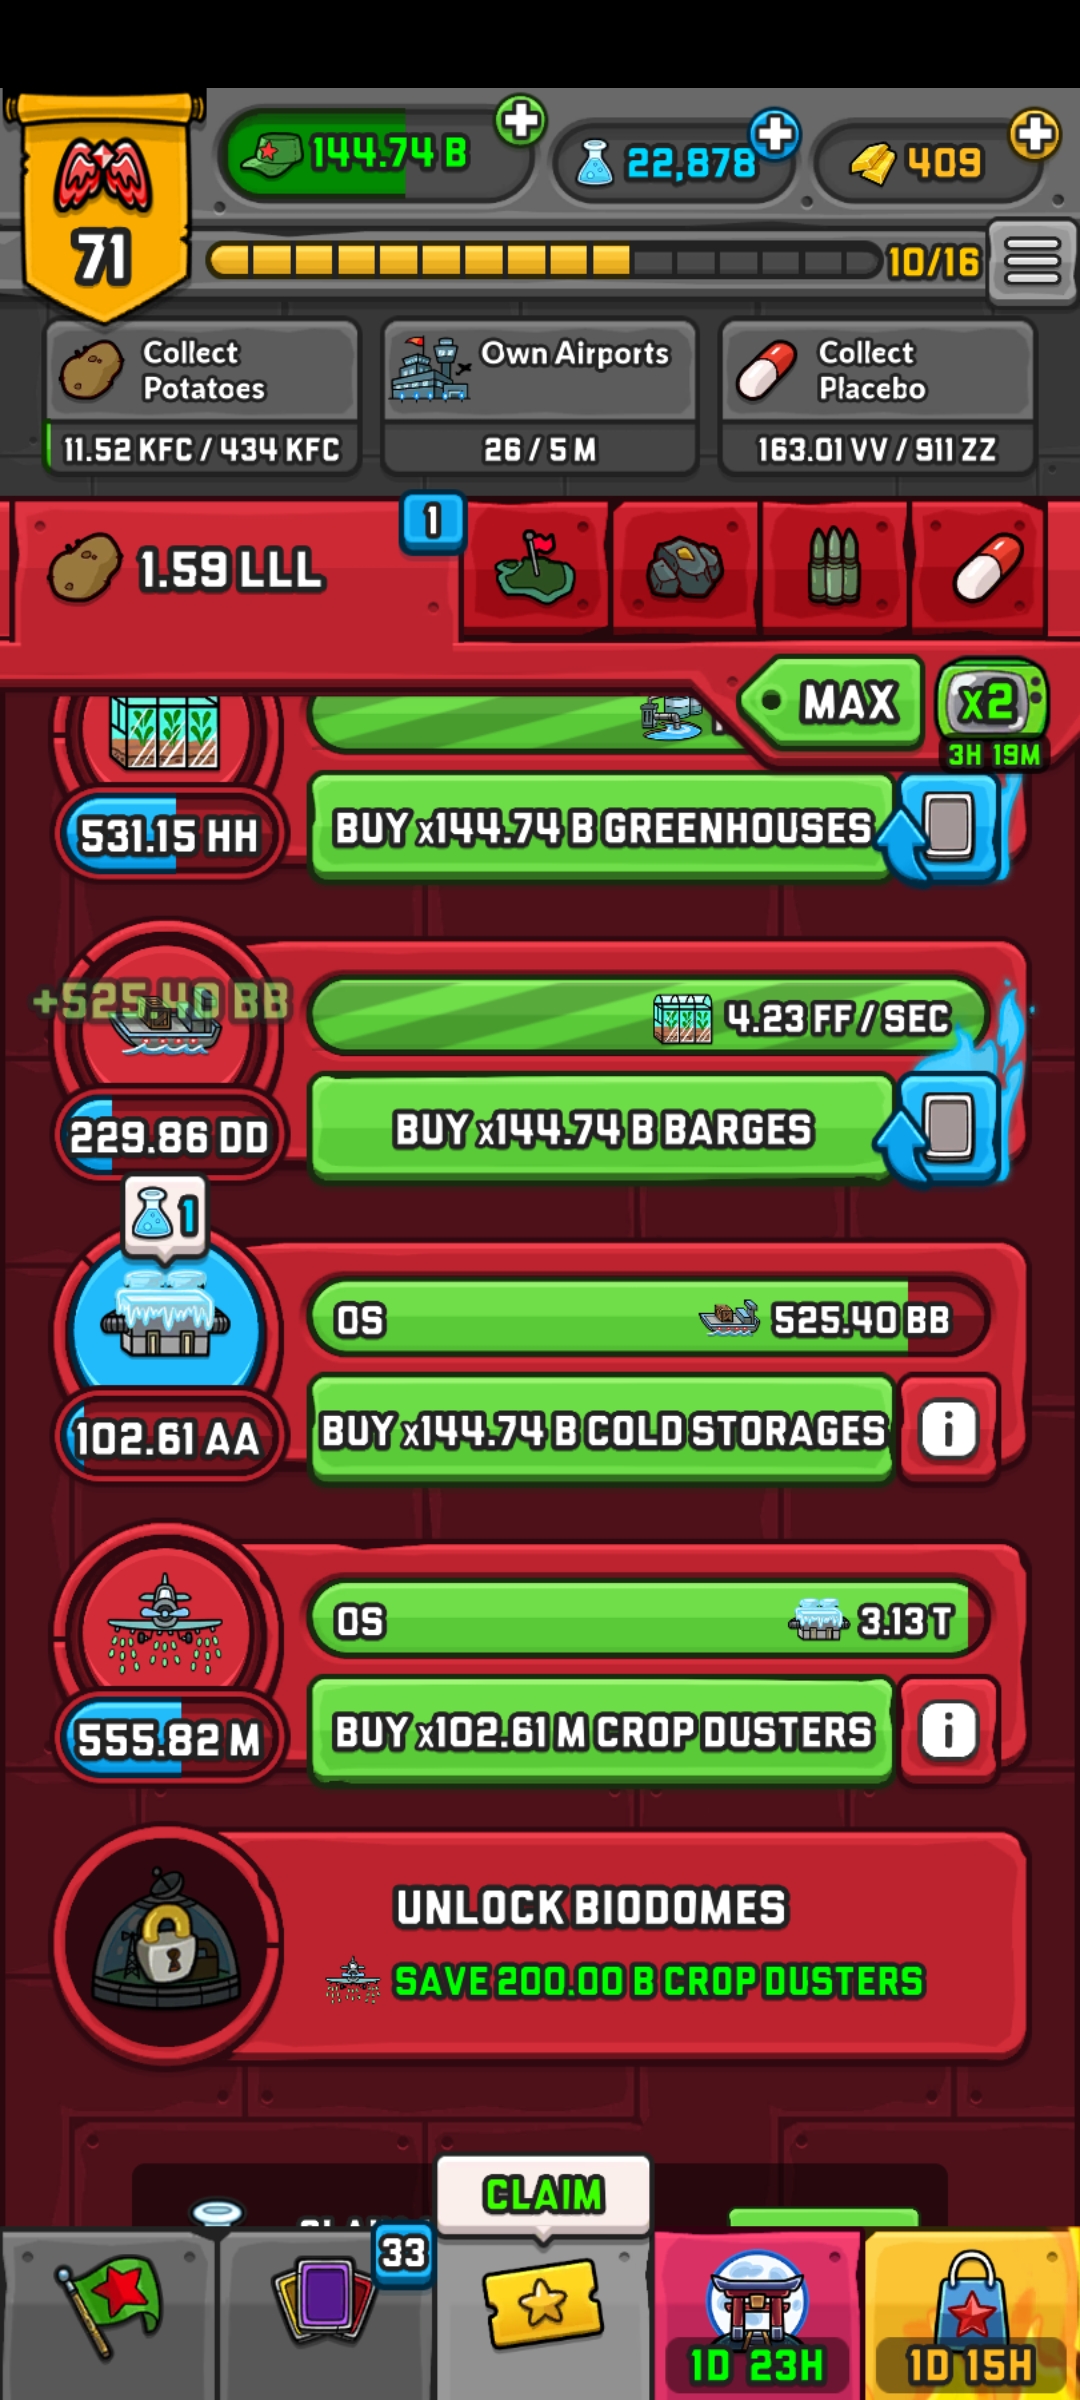 144.74 B
22,878
409
71
10/16
Collect
Potatoes
11.52 KFC / 434 KFC
Own Airports
26 / 5 M
Collect
Placebo
163.01 VV / 911 ZZ
1.59 LLL
1
MAX
x2
3H 19M
531.15 HH
BUY x144.74 B GREENHOUSES
+525.40 BB
4.23 FF / SEC
229.86 DD
BUY x144.74 B BARGES
1
0S
525.40 BB
102.61 AA
BUY x144.74 B COLD STORAGES
i
0S
3.13 T
555.82 M
BUY x102.61 M CROP DUSTERS
i
UNLOCK BIODOMES
SAVE 200.00 B CROP DUSTERS
CLAIM
33
1D 23H
1D 15H